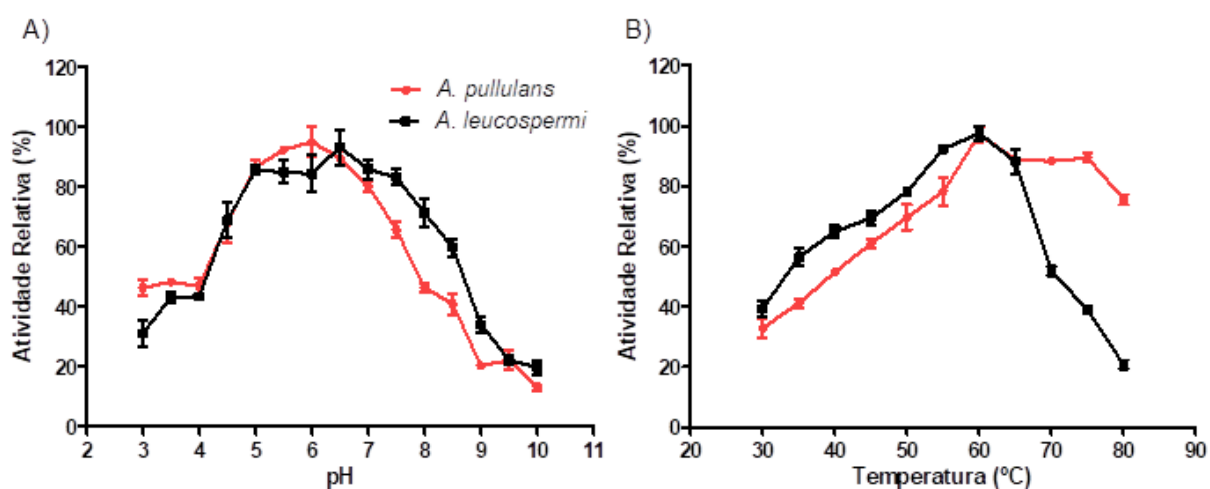 A)
120
100
80
60
40
20
0
Atividade Relativa (%)
2 3 4 5 6 7 8 9 10 11
pH
A. pullulans
A. leucospermi
B)
120
100
80
60
40
20
0
Atividade Relativa (%)
20 30 40 50 60 70 80 90
Temperatura (ºC)